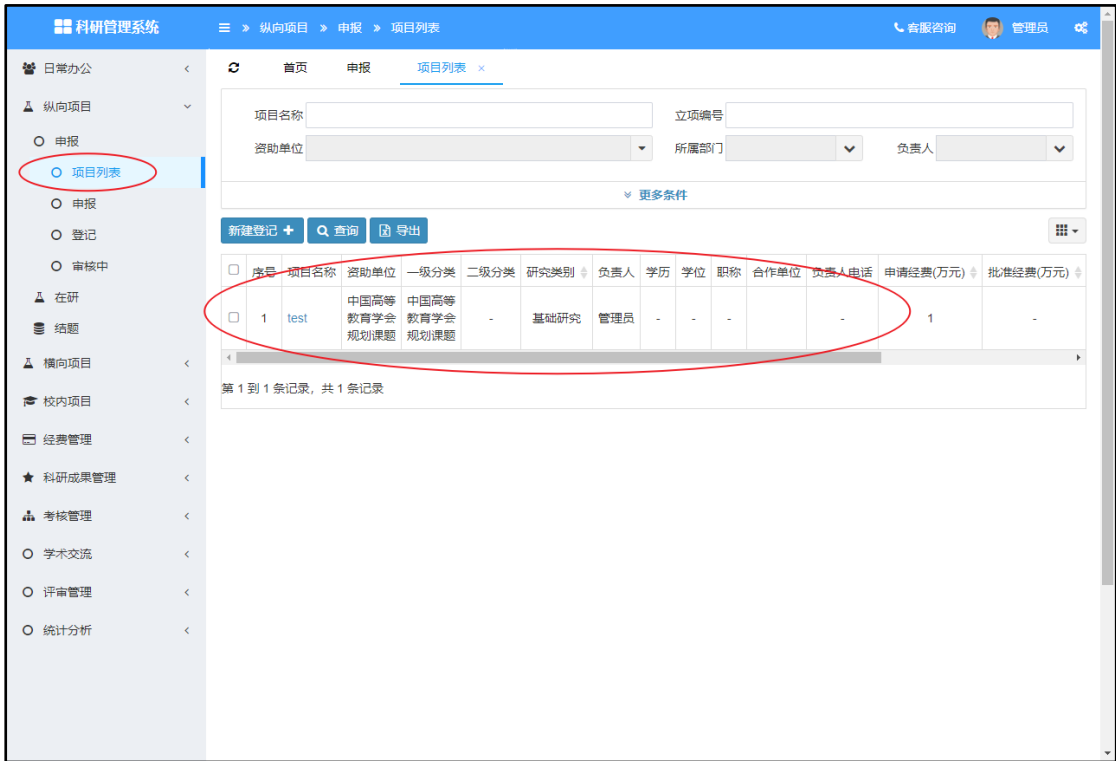 科研管理系统
纵向项目 » 申报 » 项目列表
客服咨询 管理员
日常办公
纵向项目
申报
项目列表
申报
登记
审核中
在研
结题
横向项目
校内项目
经费管理
科研成果管理
考核管理
学术交流
评审管理
统计分析
首页 申报 项目列表 ×
项目名称 立项编号
资助单位 所属部门 负责人
更多条件
新建登记 + 查询 导出
序号 项目名称 资助单位 一级分类 二级分类 研究类别 负责人 学历 学位 职称 合作单位 负责人电话 申请经费(万元) 批准经费(万元)
1 test 中国高等教育学会规划课题 中国高等教育学会规划课题 - 基础研究 管理员 - - - - 1 -
第 1 到 1 条记录，共 1 条记录